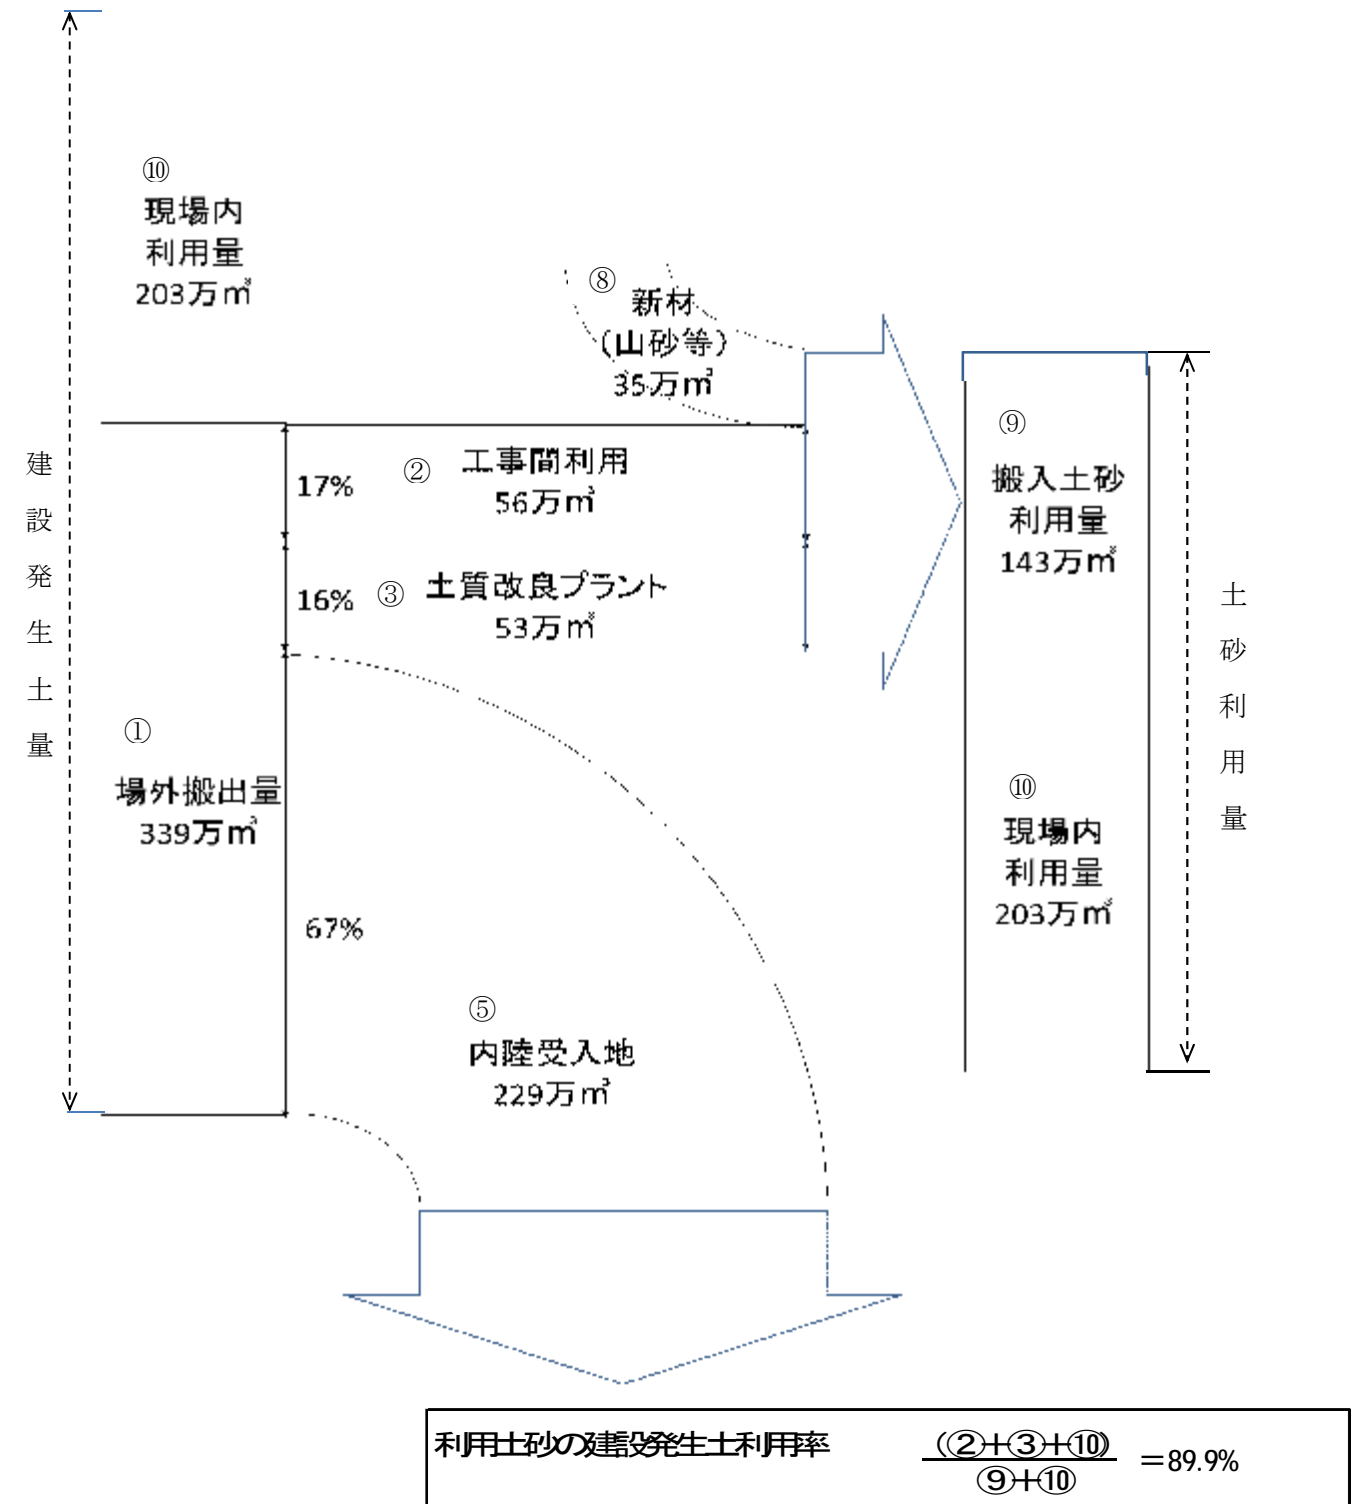 建設発生土量
⑩
現場内
利用量
203万㎥
⑧
新材
(山砂等)
35万㎥
17%
②
工事間利用
56万㎥
16%
③
土質改良プラント
53万㎥
①
場外搬出量
339万㎥
67%
⑤
内陸受入地
229万㎥
⑨
搬入土砂
利用量
143万㎥
⑩
現場内
利用量
203万㎥
土砂利用量
利用土砂の建設発生土利用率
(②+③+⑩)
⑨+⑩
=89.9%